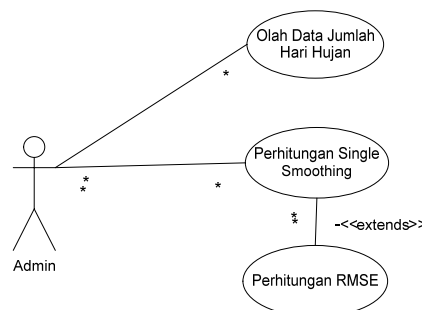 Olah Data Jumlah
Hari Hujan
*
Perhitungan Single
Smoothing
*
*
*
*
*
-<<extends>>
Admin
Perhitungan RMSE